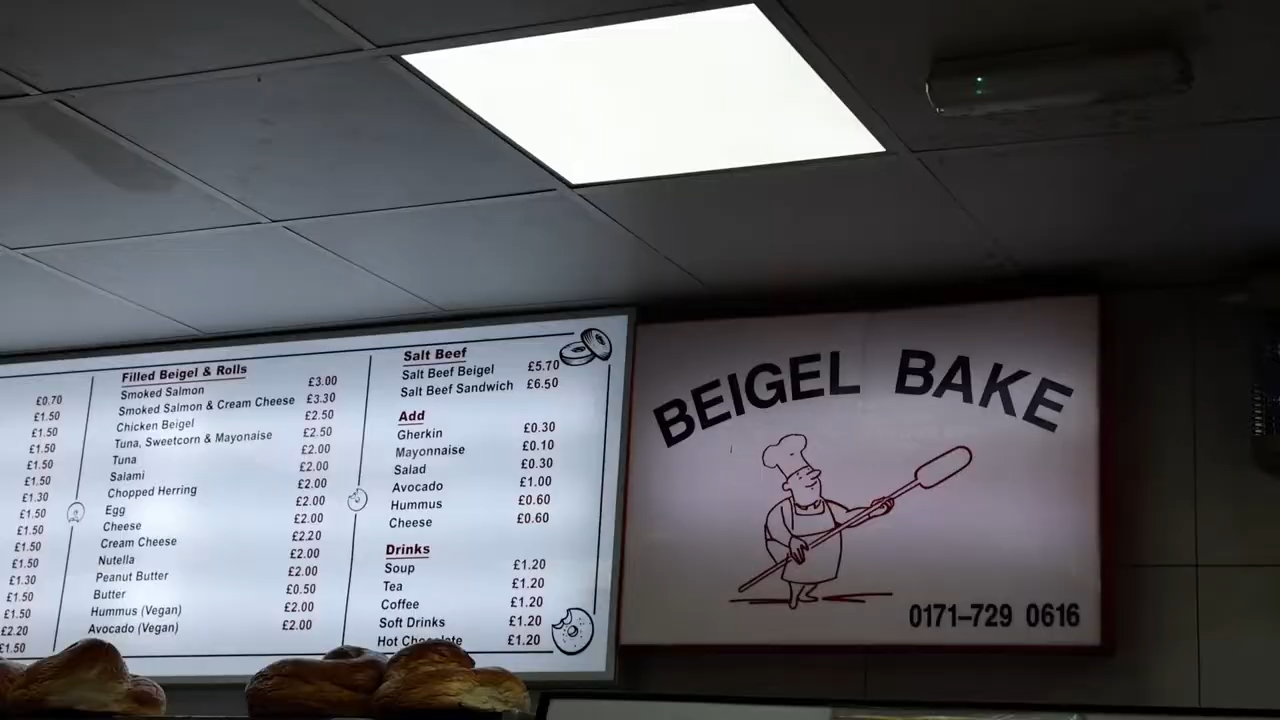 £0.70
£1.50
£1.50
£1.50
£1.50
£1.50
£1.30
£1.50
£1.50
£1.50
£1.50
£1.30
£1.50
£1.50
£2.20
£1.50
Filled Beigel & Rolls
Smoked Salmon £3.00
Smoked Salmon & Cream Cheese £3.30
Chicken Beigel £2.50
Tuna, Sweetcorn & Mayonaise £2.50
Tuna £2.00
Salami £2.00
Chopped Herring £2.00
Egg £2.00
Cheese £2.00
Cream Cheese £2.20
Nutella £2.00
Peanut Butter £2.00
Butter £0.50
Hummus (Vegan) £2.00
Avocado (Vegan) £2.00
Salt Beef
Salt Beef Beigel £5.70
Salt Beef Sandwich £6.50
Add
Gherkin £0.30
Mayonnaise £0.10
Salad £0.30
Avocado £1.00
Hummus £0.60
Cheese £0.60
Drinks
Soup £1.20
Tea £1.20
Coffee £1.20
Soft Drinks £1.20
Hot Chocolate £1.20
BEIGEL BAKE
0171–729 0616